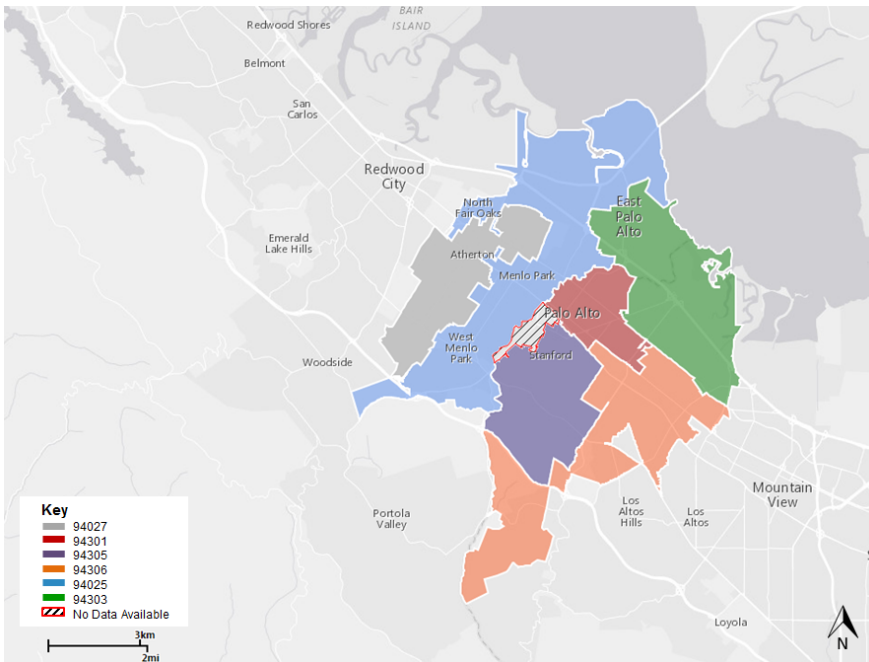 BAIR
ISLAND
Redwood Shores
Belmont
San
Carlos
Redwood
City
North
Fair Oaks
East
Palo
Alto
Emerald
Lake Hills
Atherton
Menlo Park
Palo Alto
West
Menlo
Park
Stanford
Woodside
Mountain
View
Portola
Valley
Los
Altos
Hills
Los
Altos
Loyola
Key
94027
94301
94305
94306
94025
94303
No Data Available
3km
2mi
N